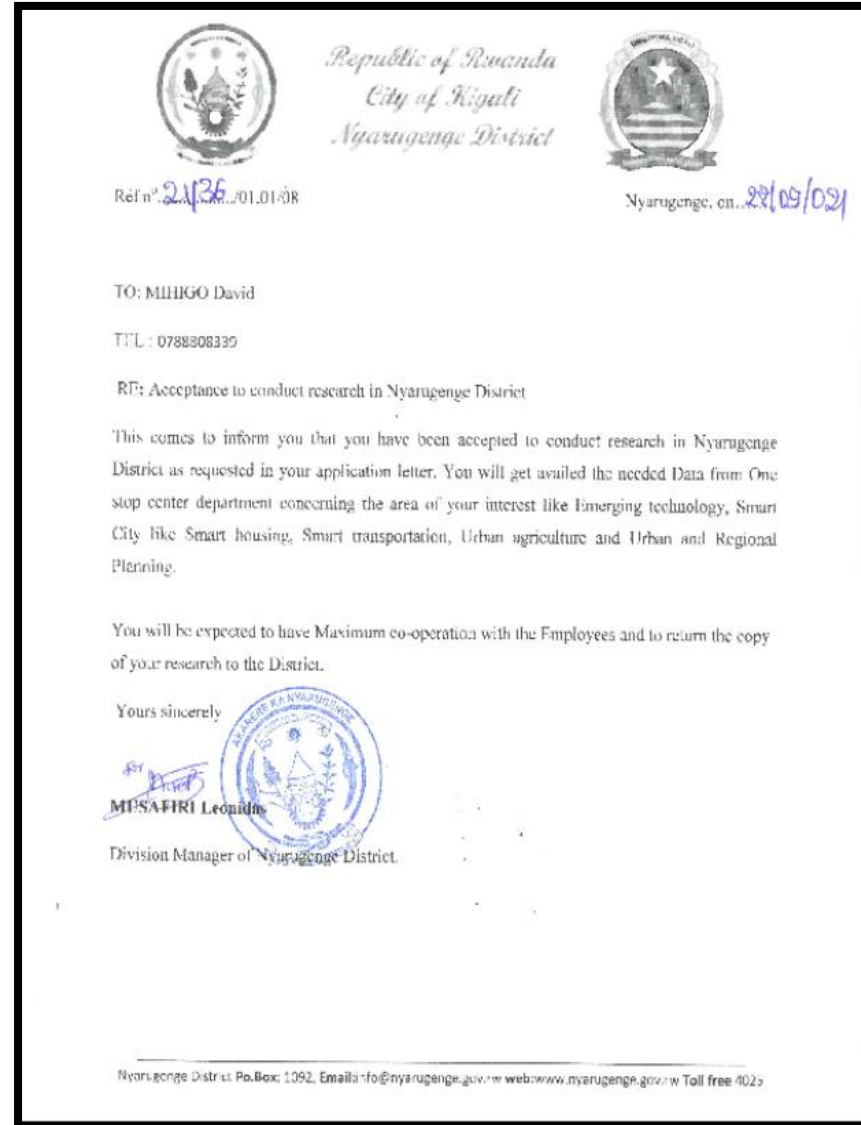 Republic of Rwanda
City of Kigali
Nyarugenge District
Réf n°. 21/36 /01.01/08
Nyarugenge, on 22/09/021
TO: MIHIGO David
TEL : 0788308339
RE: Acceptance to conduct research in Nyarugenge District
This comes to inform you that you have been accepted to conduct research in Nyarugenge
District as requested in your application letter. You will get availed the needed Data from One
stop center department concerning the area of your interest like Emerging technology, Smart
City like Smart housing, Smart transportation, Urban agriculture and Urban and Regional
Planning.
You will be expected to have Maximum co-operation with the Employees and to return the copy
of your research to the District.
Yours sincerely
AKARERE KA NYARUGENGE
for
MUSAFIRI Leonidas
Division Manager of Nyarugenge District.
Nyarugenge District Po.Box: 1092, Email:info@nyarugenge.gov.rw web:www.nyarugenge.gov.rw Toll free 4025